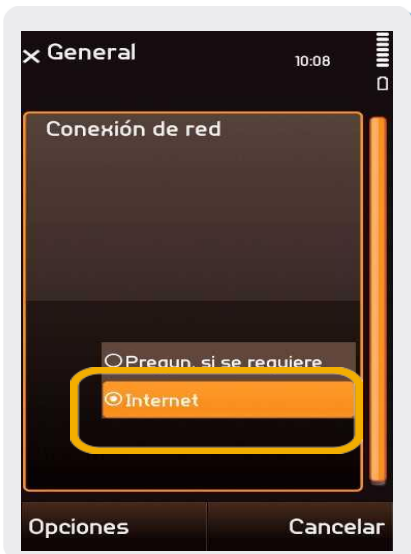 General
10:08
Conexión de red
Pregun. si se requiere
Internet
Opciones
Cancelar